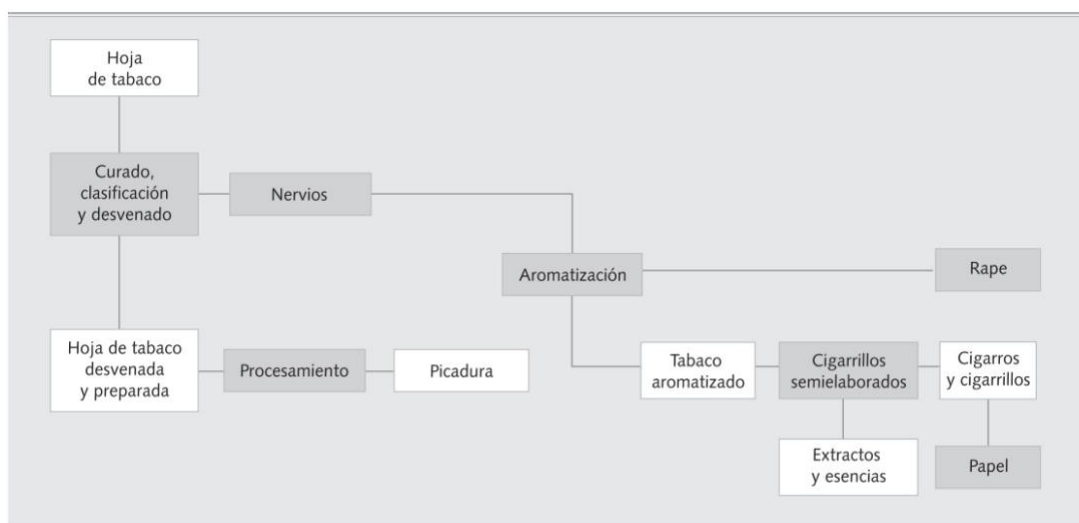 Hoja
de tabaco
Curado,
clasificación
y desvenado
Nervios
Aromatización
Rape
Hoja de tabaco
desvenada
y preparada
Procesamiento
Picadura
Tabaco
aromatizado
Cigarrillos
semielaborados
Cigarros
y cigarrillos
Extractos
y esencias
Papel